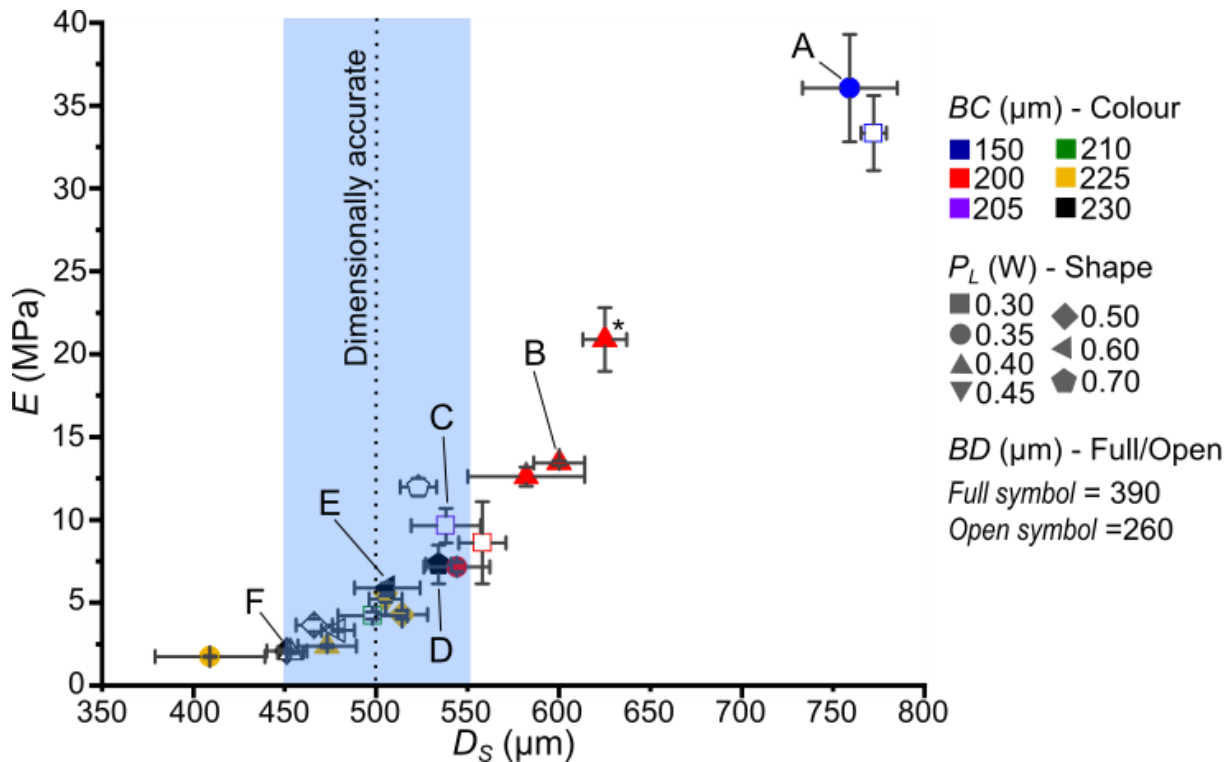 40
35
30
25
20
15
10
5
0
E (MPa)
350
400
450
500
550
600
650
700
750
800
D_S (µm)
Dimensionally accurate
A
B
C
D
E
F
*
BC (µm) - Colour
150
210
200
225
205
230
P_L (W) - Shape
0.30
0.50
0.35
0.60
0.40
0.70
0.45
BD (µm) - Full/Open
Full symbol = 390
Open symbol =260